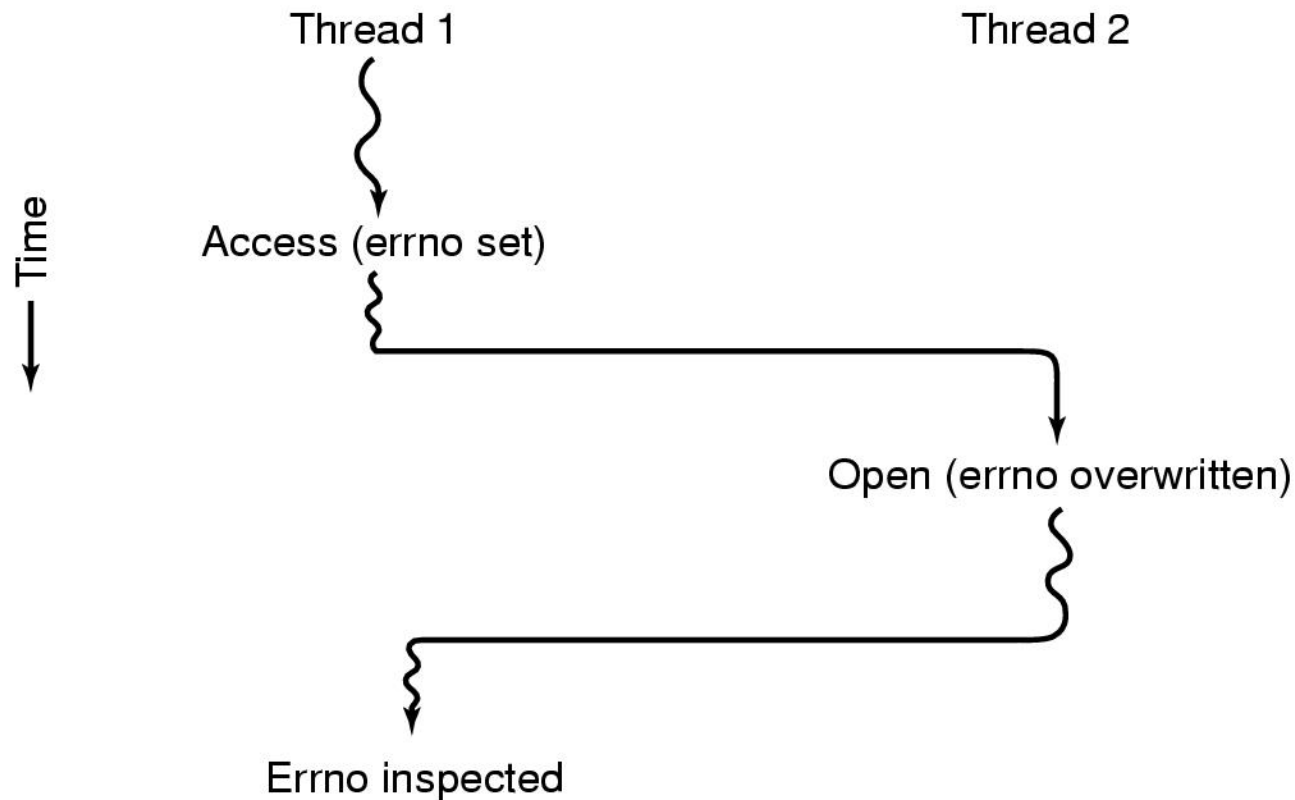 Thread 1
Thread 2
Time
Access (errno set)
Open (errno overwritten)
Errno inspected